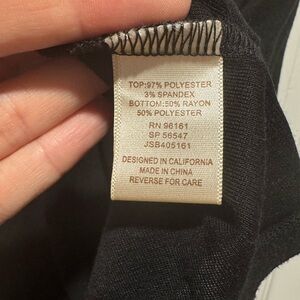 TOP:97% POLYESTER
3% SPANDEX
BOTTOM:50% RAYON
50% POLYESTER
RN 96161
SP 56547
JSB405161
DESIGNED IN CALIFORNIA
MADE IN CHINA
REVERSE FOR CARE